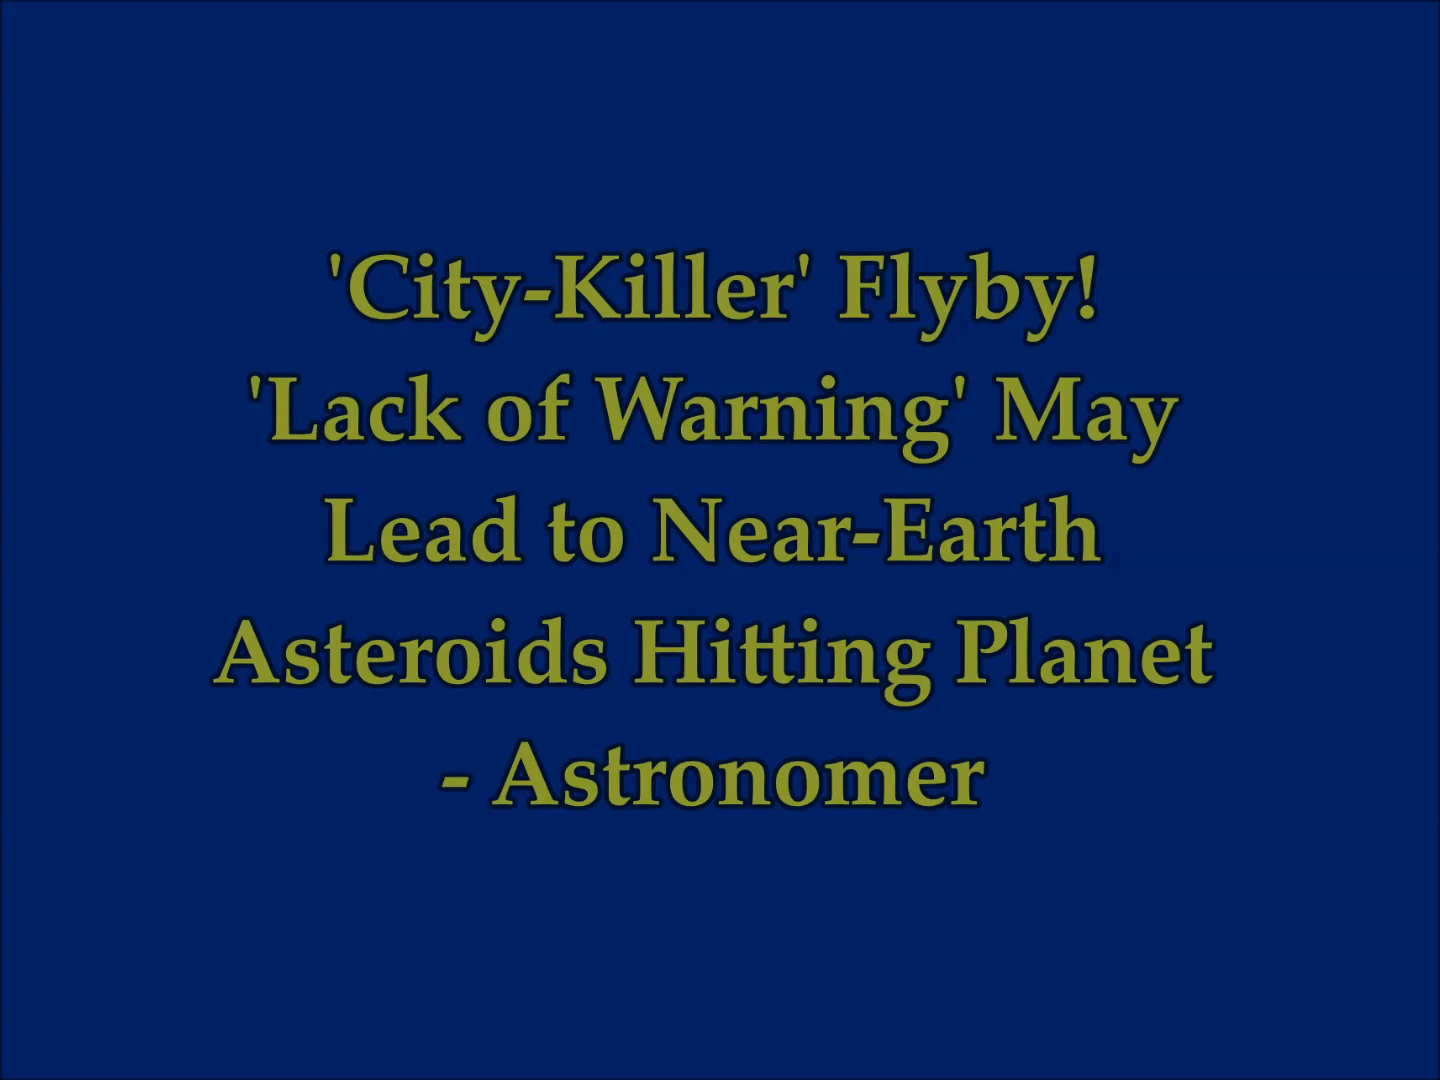 'City-Killer' Flyby!
'Lack of Warning' May
Lead to Near-Earth
Asteroids Hitting Planet
- Astronomer